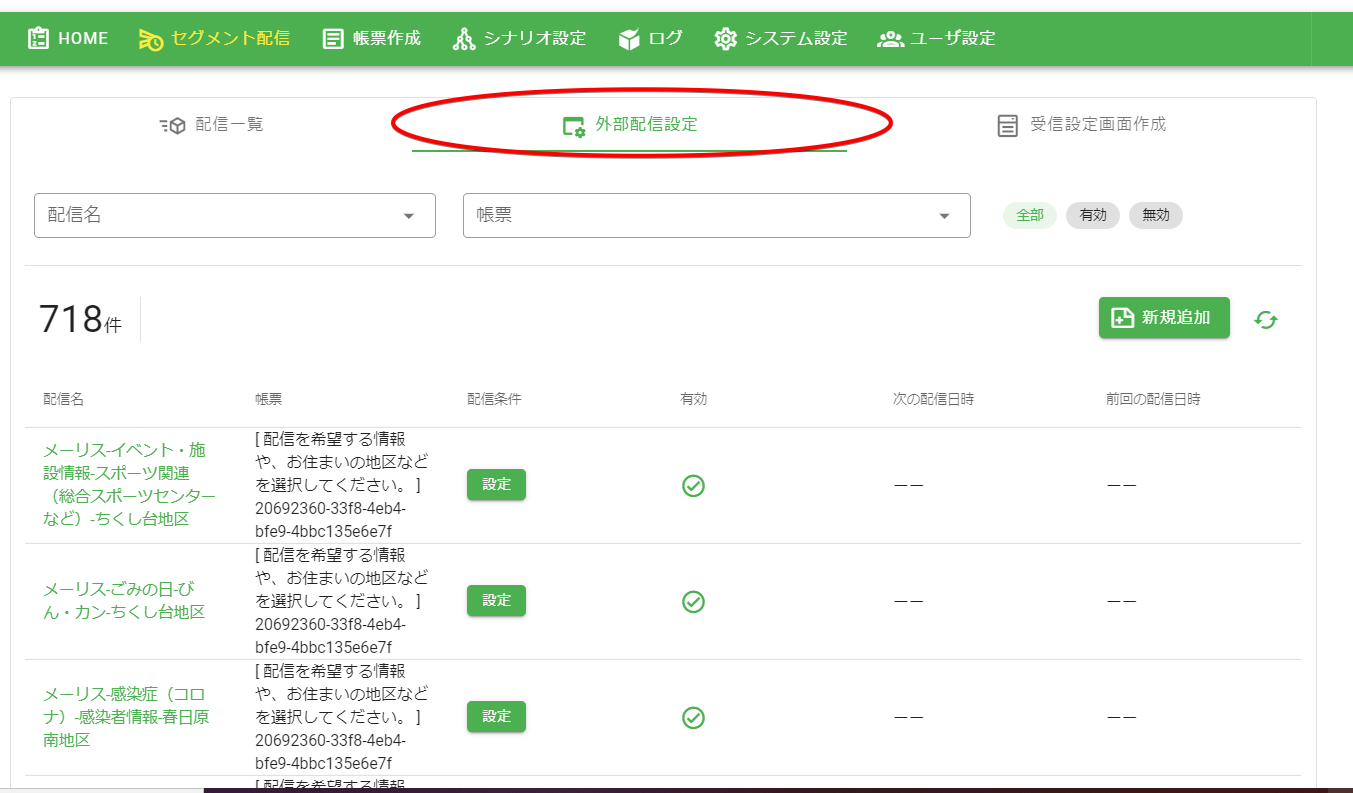 HOME セグメント配信 帳票作成 シナリオ設定 ログ システム設定 ユーザ設定
配信一覧 外部配信設定 受信設定画面作成
配信名 帳票 全部 有効 無効
718件 新規追加
配信名 帳票 配信条件 有効 次の配信日時 前回の配信日時
メーリス-イベント・施
設情報-スポーツ関連
（総合スポーツセンター
など）-ちくし台地区
[ 配信を希望する情報
や、お住まいの地区など
を選択してください。 ]
20692360-33f8-4eb4-
bfe9-4bbc135e6e7f
設定
—— ——
メーリス-ごみの日-び
ん・カン-ちくし台地区
[ 配信を希望する情報
や、お住まいの地区など
を選択してください。 ]
20692360-33f8-4eb4-
bfe9-4bbc135e6e7f
設定
—— ——
メーリス-感染症（コロ
ナ）-感染者情報-春日原
南地区
[ 配信を希望する情報
や、お住まいの地区など
を選択してください。 ]
20692360-33f8-4eb4-
bfe9-4bbc135e6e7f
設定
—— ——
[ 配信を希望する情報